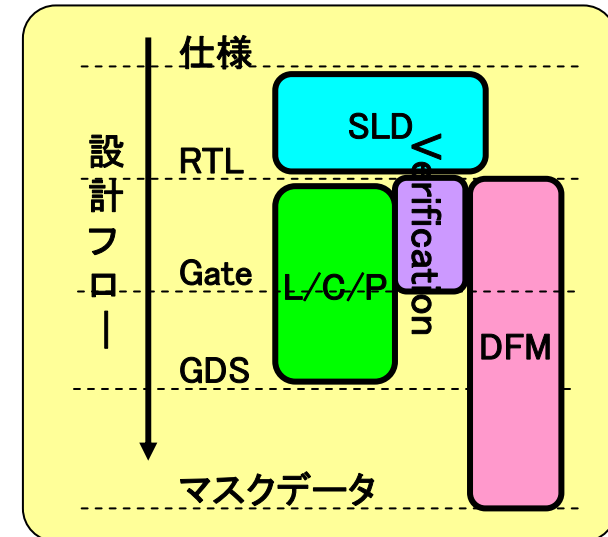 仕様
SLD
設計フロー
RTL
Verification
Gate
L/C/P
DFM
GDS
マスクデータ